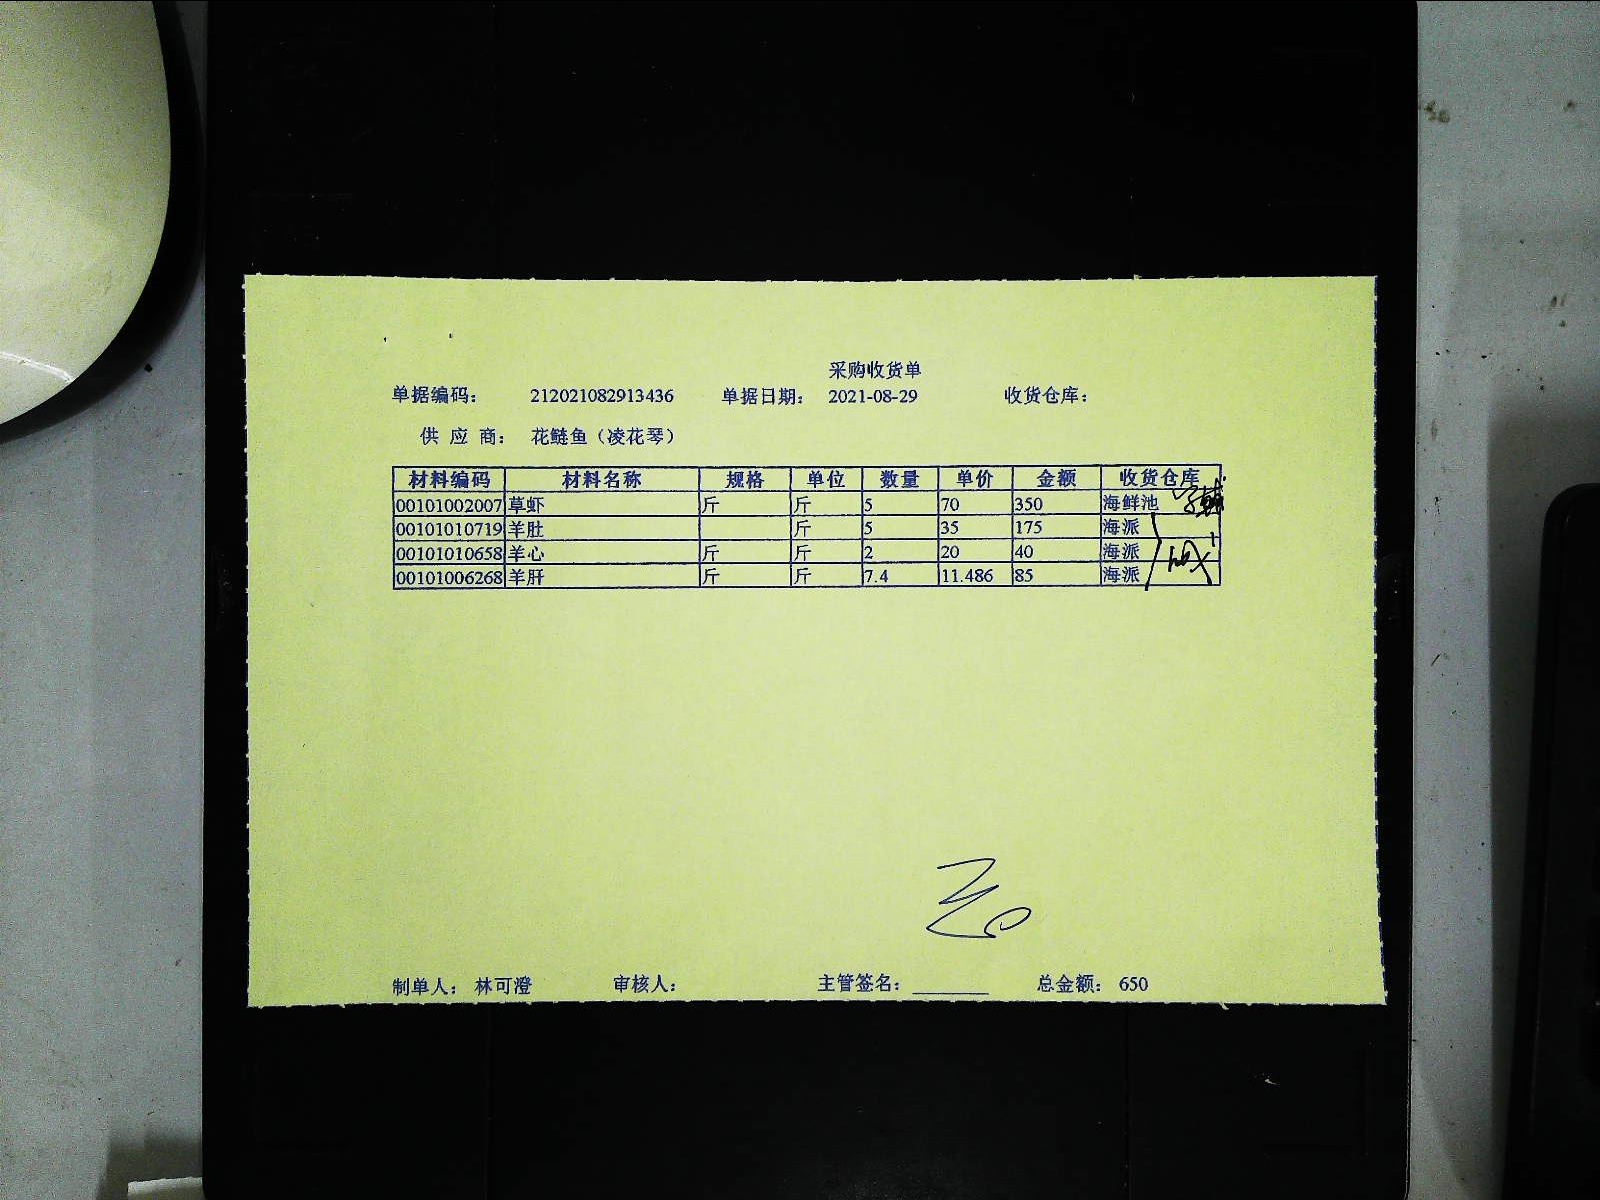 采购收货单
单据编码： 212021082913436 单据日期： 2021-08-29 收货仓库：
供 应 商： 花鲢鱼（凌花琴）
材料编码 材料名称 规格 单位 数量 单价 金额 收货仓库
00101002007 草虾 斤 斤 5 70 350 海鲜池
00101010719 羊肚 斤 5 35 175 海派
00101010658 羊心 斤 斤 2 20 40 海派
00101006268 羊肝 斤 斤 7.4 11.486 85 海派
制单人： 林可澄 审核人： 主管签名： ________ 总金额： 650